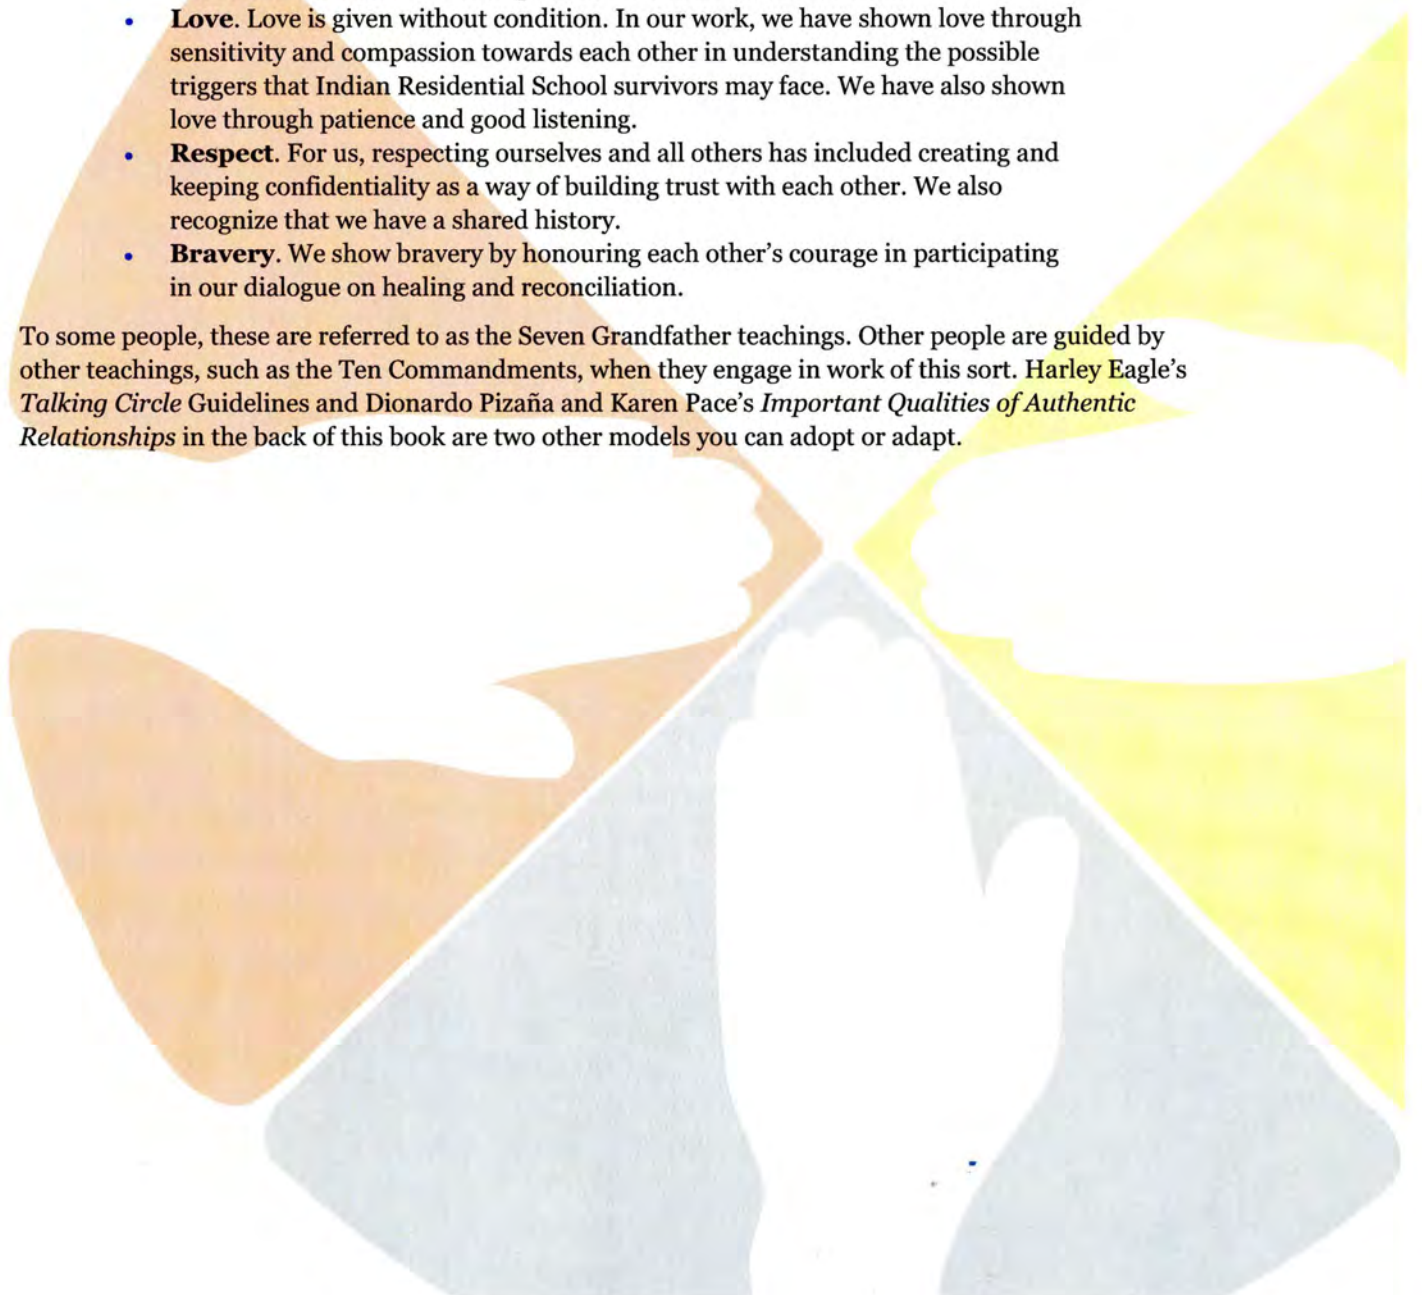 • Love. Love is given without condition. In our work, we have shown love through
sensitivity and compassion towards each other in understanding the possible
triggers that Indian Residential School survivors may face. We have also shown
love through patience and good listening.
• Respect. For us, respecting ourselves and all others has included creating and
keeping confidentiality as a way of building trust with each other. We also
recognize that we have a shared history.
• Bravery. We show bravery by honouring each other’s courage in participating
in our dialogue on healing and reconciliation.
To some people, these are referred to as the Seven Grandfather teachings. Other people are guided by
other teachings, such as the Ten Commandments, when they engage in work of this sort. Harley Eagle’s
Talking Circle Guidelines and Dionardo Pizaña and Karen Pace’s Important Qualities of Authentic
Relationships in the back of this book are two other models you can adopt or adapt.